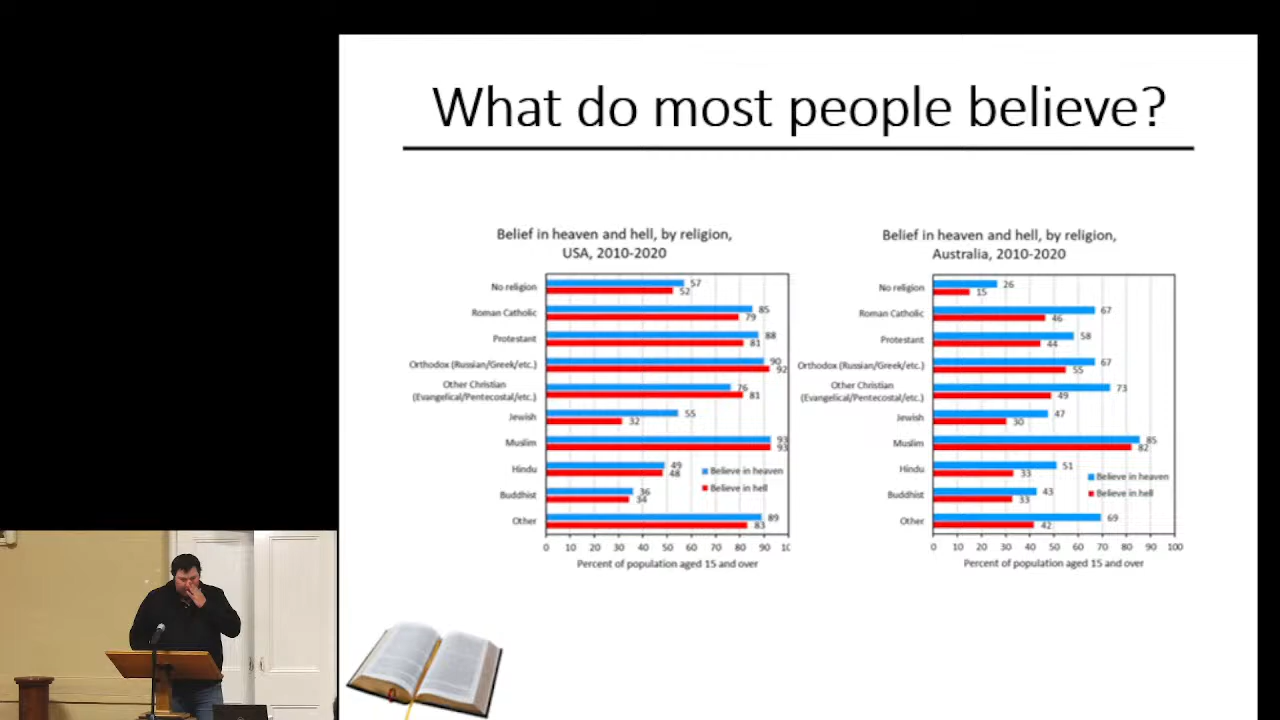 What do most people believe?
Belief in heaven and hell, by religion,
USA, 2010-2020
No religion 57
52
Roman Catholic 85
79
Protestant 88
81
Orthodox (Russian/Greek/etc.) 90
92
Other Christian 76
(Evangelical/Pentecostal/etc.) 81
Jewish 55
32
Muslim 93
93
Hindu 49
48
Believe in heaven
Believe in hell
Buddhist 36
34
Other 89
83
0 10 20 30 40 50 60 70 80 90 10
Percent of population aged 15 and over
Belief in heaven and hell, by religion,
Australia, 2010-2020
No religion 26
15
Roman Catholic 67
46
Protestant 58
44
Orthodox (Russian/Greek/etc.) 67
55
Other Christian 73
(Evangelical/Pentecostal/etc.) 49
Jewish 47
30
Muslim 85
82
Hindu 51
33
Believe in heaven
Believe in hell
Buddhist 43
33
Other 69
42
0 10 20 30 40 50 60 70 80 90 100
Percent of population aged 15 and over